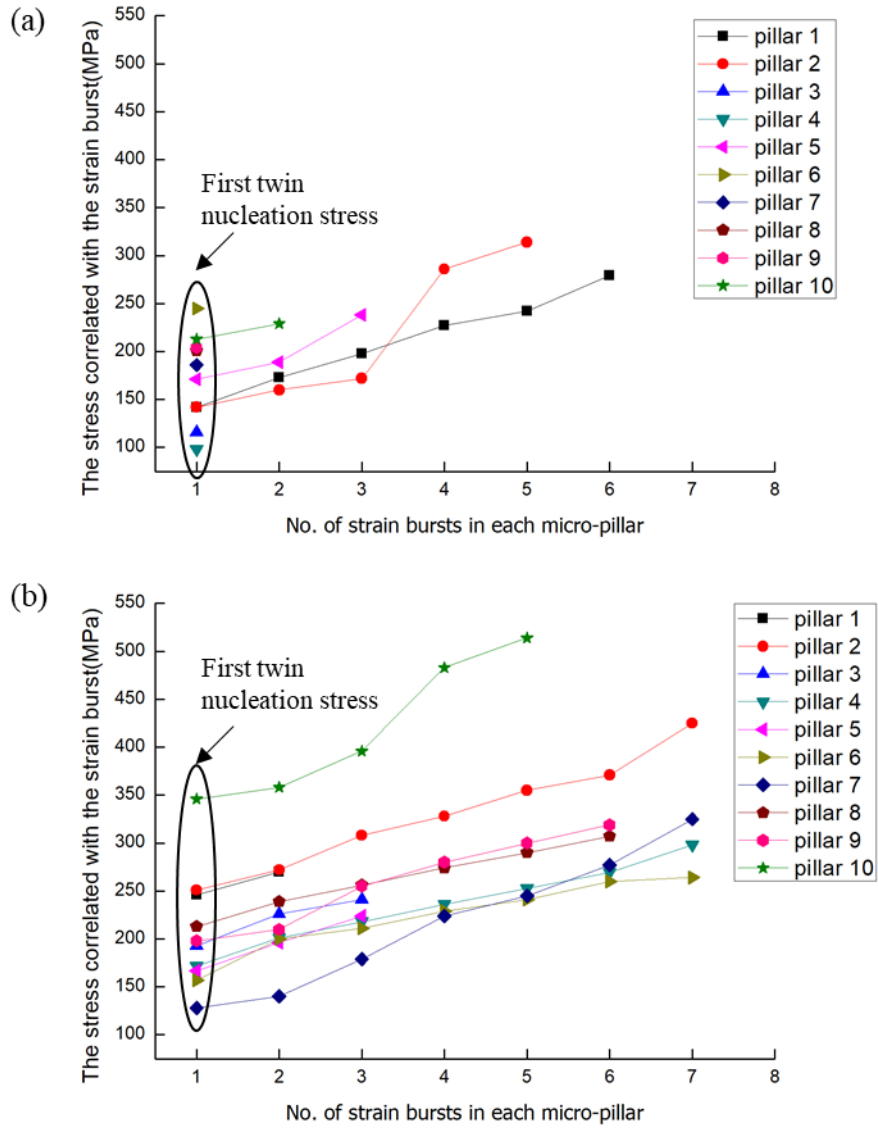 (a)
The stress correlated with the strain burst(MPa)
550
500
450
400
350
300
250
200
150
100
First twin
nucleation stress
pillar 1
pillar 2
pillar 3
pillar 4
pillar 5
pillar 6
pillar 7
pillar 8
pillar 9
pillar 10
1 2 3 4 5 6 7 8
No. of strain bursts in each micro-pillar
(b)
The stress correlated with the strain burst(MPa)
550
500
450
400
350
300
250
200
150
100
First twin
nucleation stress
pillar 1
pillar 2
pillar 3
pillar 4
pillar 5
pillar 6
pillar 7
pillar 8
pillar 9
pillar 10
1 2 3 4 5 6 7 8
No. of strain bursts in each micro-pillar